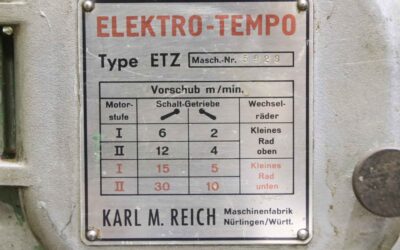 ELEKTRO-TEMPO
Type ETZ Masch.-Nr.
Vorschub m/min.
Motor-stufe Schalt-Getriebe Wechsel-räder
I 6 2 Kleines
II 12 4 Rad oben
I 15 5 Kleines
II 30 10 Rad unten
KARL M. REICH Maschinenfabrik
Nürtingen/Württ.